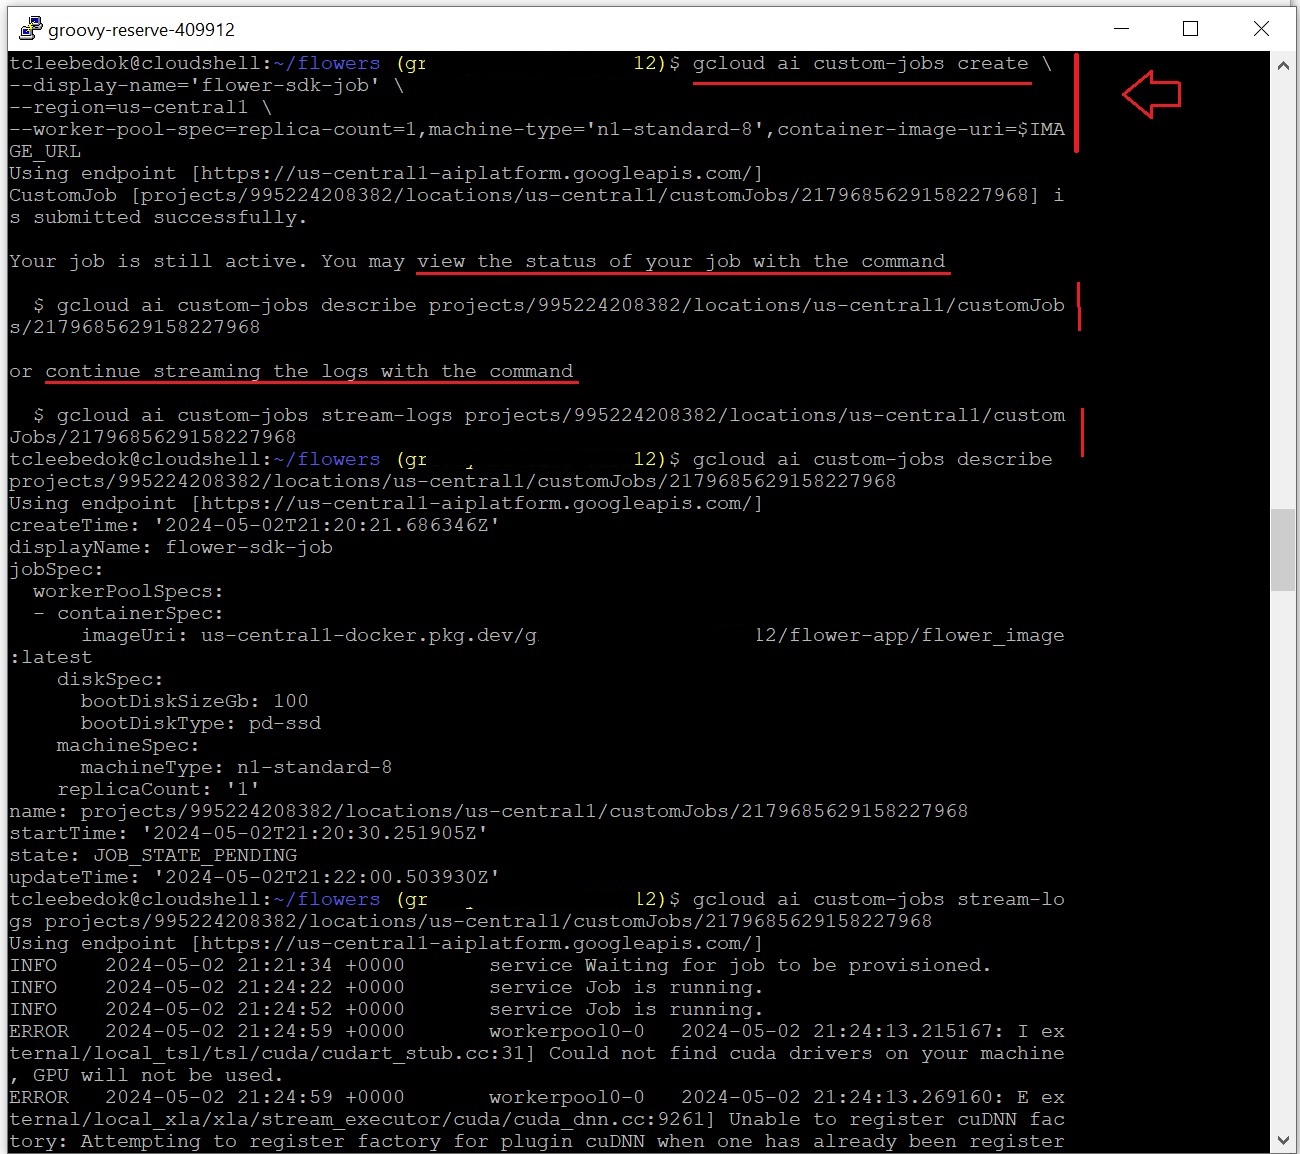 groovy-reserve-409912
tcleebedok@cloudshell:~/flowers (gr 12)$ gcloud ai custom-jobs create \
--display-name='flower-sdk-job' \
--region=us-central1 \
--worker-pool-spec=replica-count=1,machine-type='n1-standard-8',container-image-uri=$IMA
GE_URL
Using endpoint [https://us-central1-aiplatform.googleapis.com/]
CustomJob [projects/995224208382/locations/us-central1/customJobs/2179685629158227968] i
s submitted successfully.
Your job is still active. You may view the status of your job with the command
$ gcloud ai custom-jobs describe projects/995224208382/locations/us-central1/customJob
s/2179685629158227968
or continue streaming the logs with the command
$ gcloud ai custom-jobs stream-logs projects/995224208382/locations/us-central1/custom
Jobs/2179685629158227968
tcleebedok@cloudshell:~/flowers (gr 12)$ gcloud ai custom-jobs describe
projects/995224208382/locations/us-central1/customJobs/2179685629158227968
Using endpoint [https://us-central1-aiplatform.googleapis.com/]
createTime: '2024-05-02T21:20:21.686346Z'
displayName: flower-sdk-job
jobSpec:
workerPoolSpecs:
- containerSpec:
imageUri: us-central1-docker.pkg.dev/g 12/flower-app/flower_image
:latest
diskSpec:
bootDiskSizeGb: 100
bootDiskType: pd-ssd
machineSpec:
machineType: n1-standard-8
replicaCount: '1'
name: projects/995224208382/locations/us-central1/customJobs/2179685629158227968
startTime: '2024-05-02T21:20:30.251905Z'
state: JOB_STATE_PENDING
updateTime: '2024-05-02T21:22:00.503930Z'
tcleebedok@cloudshell:~/flowers (gr 12)$ gcloud ai custom-jobs stream-lo
gs projects/995224208382/locations/us-central1/customJobs/2179685629158227968
Using endpoint [https://us-central1-aiplatform.googleapis.com/]
INFO 2024-05-02 21:21:34 +0000 service Waiting for job to be provisioned.
INFO 2024-05-02 21:24:22 +0000 service Job is running.
INFO 2024-05-02 21:24:52 +0000 service Job is running.
ERROR 2024-05-02 21:24:59 +0000 workerpool0-0 2024-05-02 21:24:13.215167: I ex
ternal/local_tsl/tsl/cuda/cudart_stub.cc:31] Could not find cuda drivers on your machine
, GPU will not be used.
ERROR 2024-05-02 21:24:59 +0000 workerpool0-0 2024-05-02 21:24:13.269160: E ex
ternal/local_xla/xla/stream_executor/cuda/cuda_dnn.cc:9261] Unable to register cuDNN fac
tory: Attempting to register factory for plugin cuDNN when one has already been register